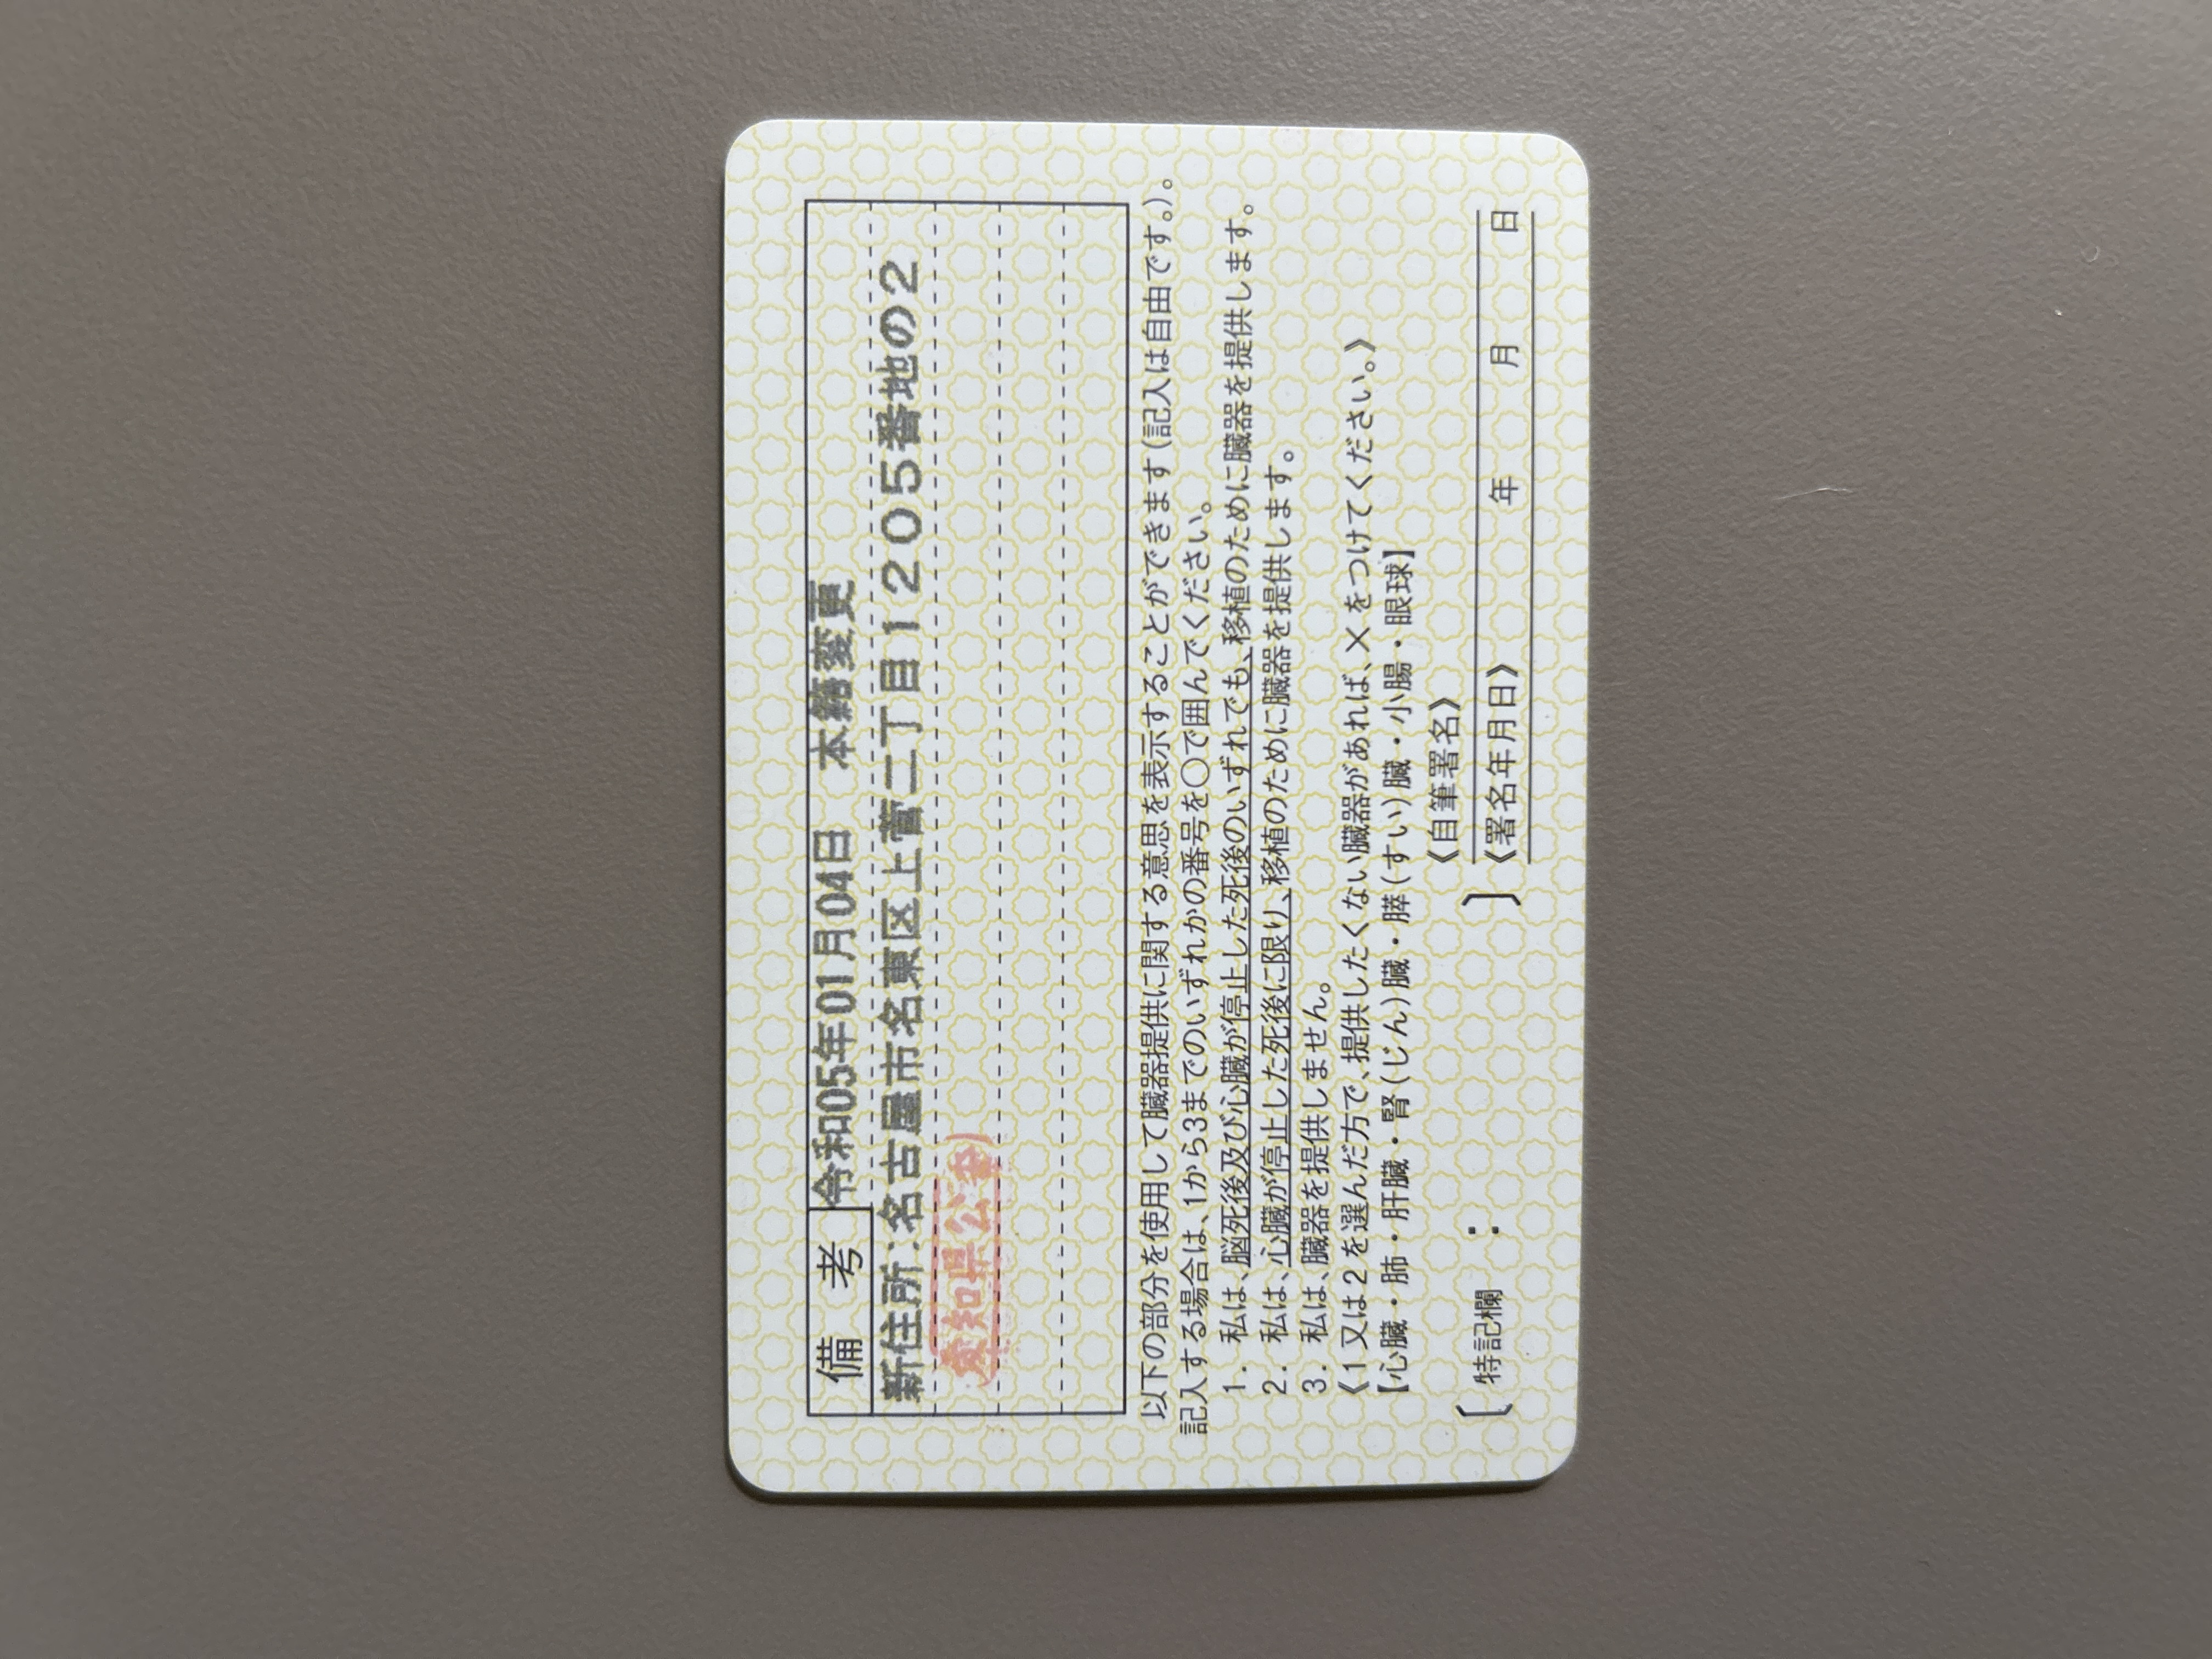 備考 令和05年01月04日 本籍変更
新住所:名古屋市名東区上菅二丁目1205番地の2
愛知県公委
以下の部分を使用して臓器提供に関する意思を表示することができます(記入は自由です。)。
記入する場合は、1から3までのいずれかの番号を〇で囲んでください。
1. 私は、脳死後及び心臓が停止した死後のいずれでも、移植のために臓器を提供します。
2. 私は、心臓が停止した死後に限り、移植のために臓器を提供します。
3. 私は、臓器を提供しません。
《1又は2を選んだ方で、提供したくない臓器があれば、×をつけてください。》
【心臓・肺・肝臓・腎(じん)臓・膵(すい)臓・小腸・眼球】
〔特記欄: 〕
《自筆署名》
《署名年月日》 年 月 日